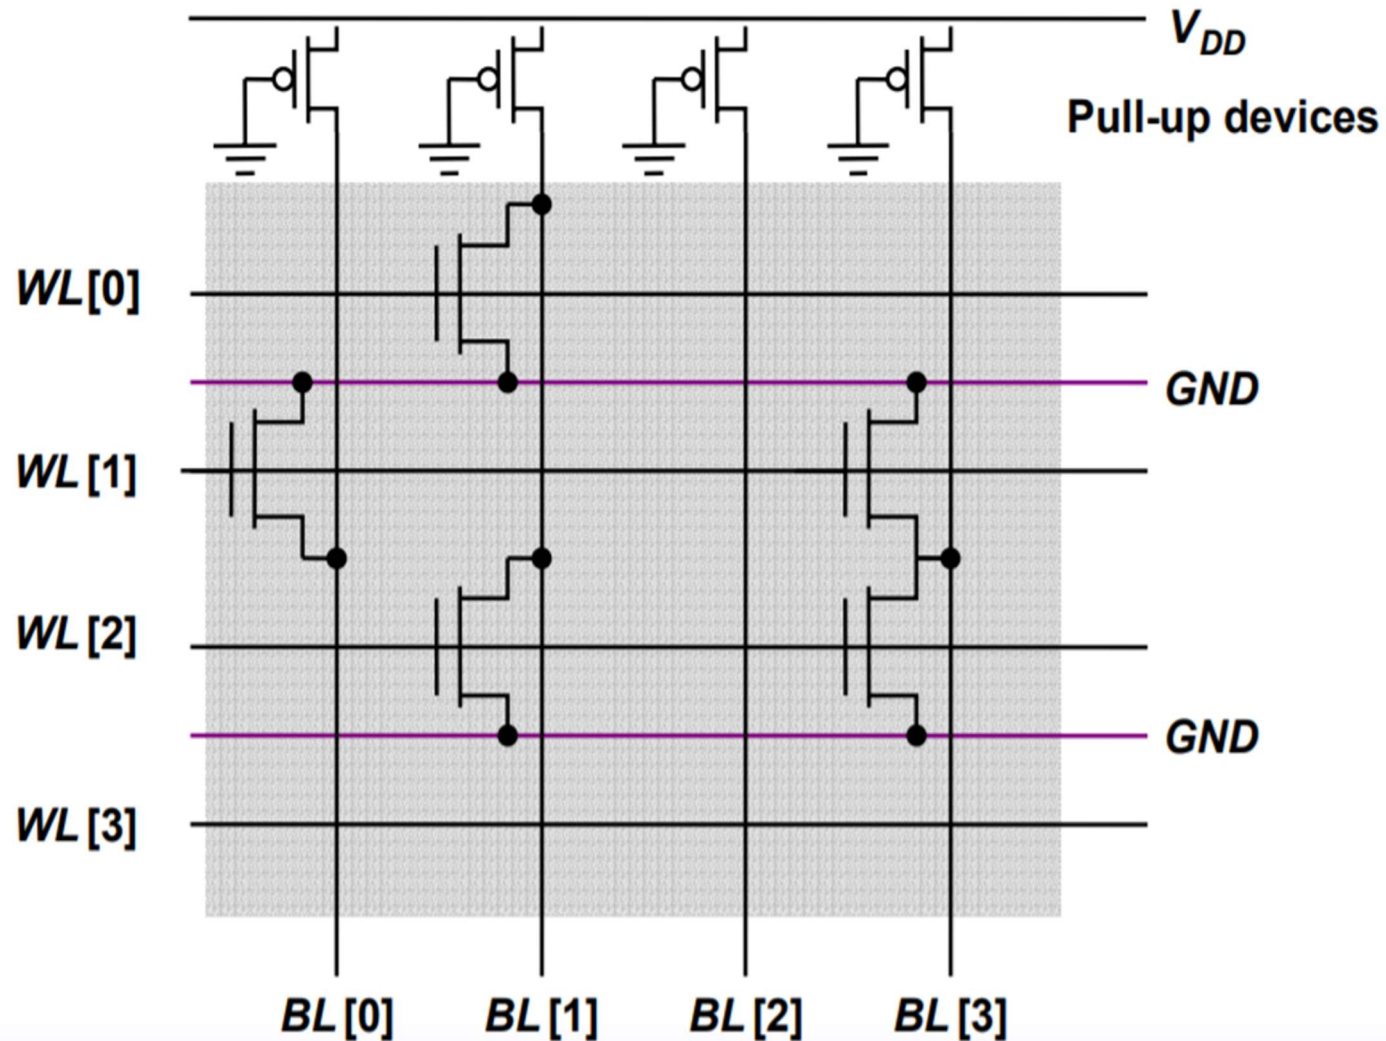 V_DD
Pull-up devices
WL[0]
GND
WL[1]
WL[2]
GND
WL[3]
BL[0] BL[1] BL[2] BL[3]